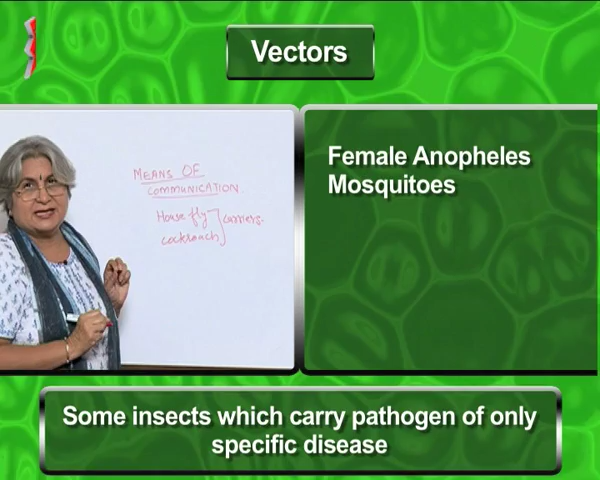 Vectors
MEANS OF
COMMUNICATION
House fly
cockroach
carriers.
Female Anopheles
Mosquitoes
Some insects which carry pathogen of only
specific disease